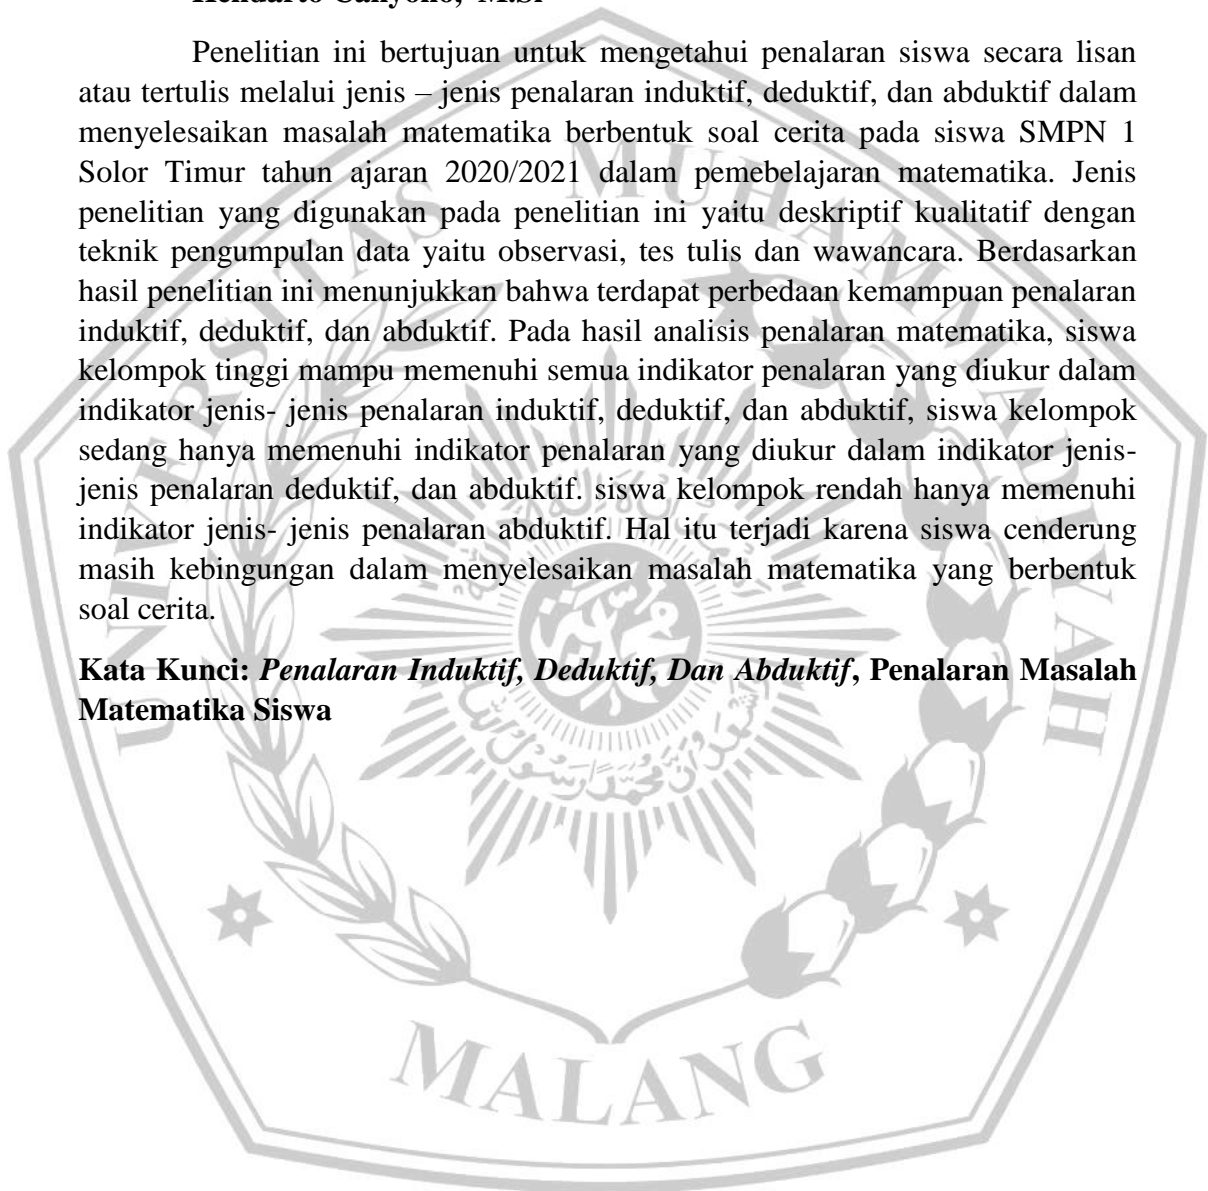 Penelitian ini bertujuan untuk mengetahui penalaran siswa secara lisan
atau tertulis melalui jenis – jenis penalaran induktif, deduktif, dan abduktif dalam
menyelesaikan masalah matematika berbentuk soal cerita pada siswa SMPN 1
Solor Timur tahun ajaran 2020/2021 dalam pemebelajaran matematika. Jenis
penelitian yang digunakan pada penelitian ini yaitu deskriptif kualitatif dengan
teknik pengumpulan data yaitu observasi, tes tulis dan wawancara. Berdasarkan
hasil penelitian ini menunjukkan bahwa terdapat perbedaan kemampuan penalaran
induktif, deduktif, dan abduktif. Pada hasil analisis penalaran matematika, siswa
kelompok tinggi mampu memenuhi semua indikator penalaran yang diukur dalam
indikator jenis- jenis penalaran induktif, deduktif, dan abduktif, siswa kelompok
sedang hanya memenuhi indikator penalaran yang diukur dalam indikator jenis-
jenis penalaran deduktif, dan abduktif. siswa kelompok rendah hanya memenuhi
indikator jenis- jenis penalaran abduktif. Hal itu terjadi karena siswa cenderung
masih kebingungan dalam menyelesaikan masalah matematika yang berbentuk
soal cerita.
Kata Kunci: Penalaran Induktif, Deduktif, Dan Abduktif, Penalaran Masalah
Matematika Siswa
UNIVERSITAS MUHAMMADIYAH
MALANG